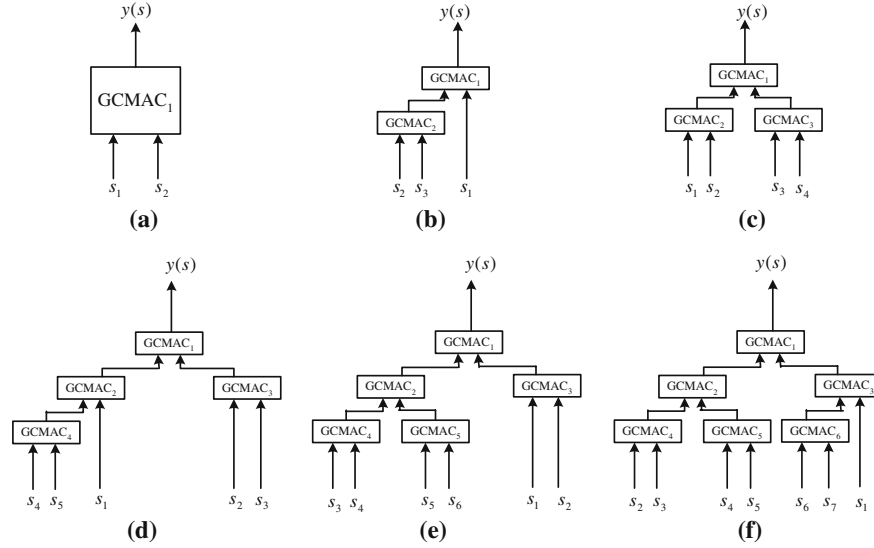 y(s)
y(s)
y(s)
GCMAC₁
GCMAC₁
GCMAC₁
GCMAC₂
GCMAC₂
GCMAC₃
s₁ s₂
s₂ s₃ s₁
s₁ s₂ s₃ s₄
(a)
(b)
(c)
y(s)
y(s)
y(s)
GCMAC₁
GCMAC₁
GCMAC₁
GCMAC₂ GCMAC₃
GCMAC₂ GCMAC₃
GCMAC₂ GCMAC₃
GCMAC₄
GCMAC₄ GCMAC₅
GCMAC₄ GCMAC₅ GCMAC₆
s₄ s₅ s₁ s₂ s₃
s₃ s₄ s₅ s₆ s₁ s₂
s₂ s₃ s₄ s₅ s₆ s₇ s₁
(d)
(e)
(f)